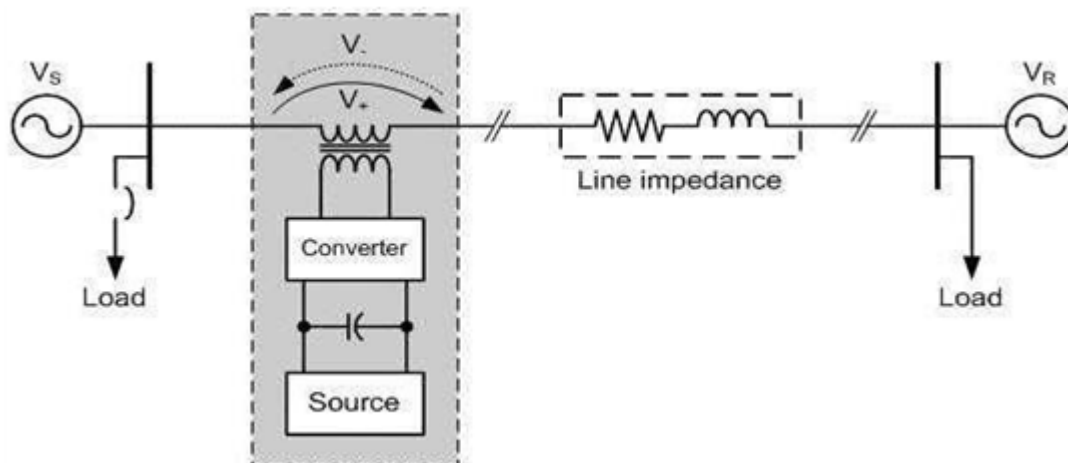 V-
VS
V+
VR
Line impedance
Converter
Load
Load
Source